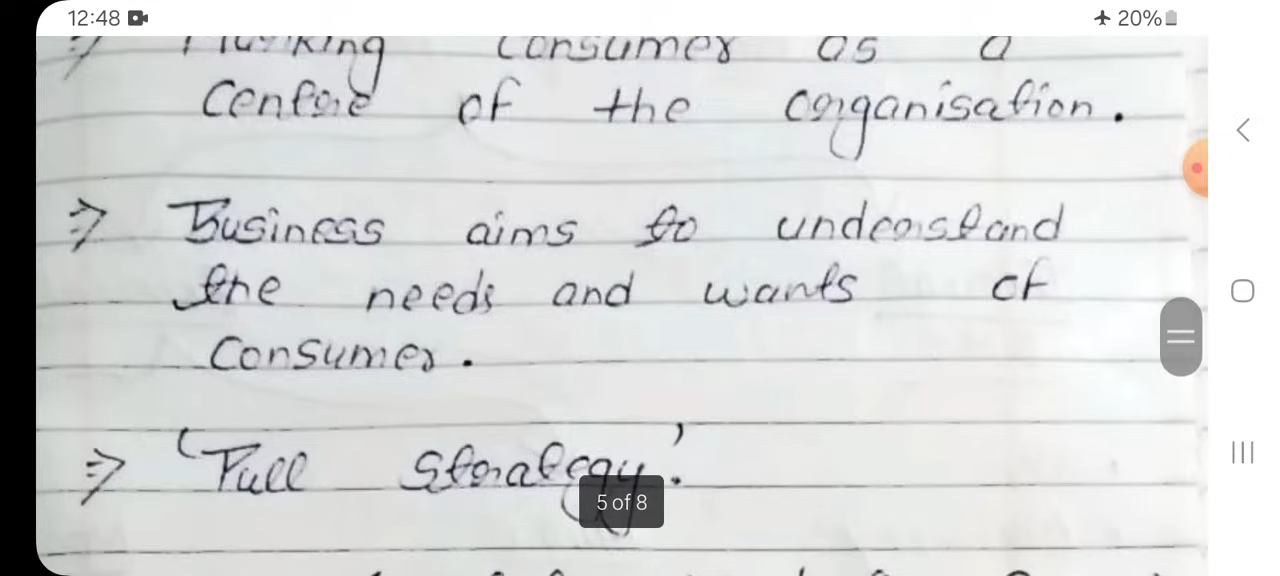 12:48 20%
consumer as a
Centre of the organisation.
⇒ Business aims to understand
the needs and wants of
Consumer.
⇒ 'Pull Strategy'.
5 of 8